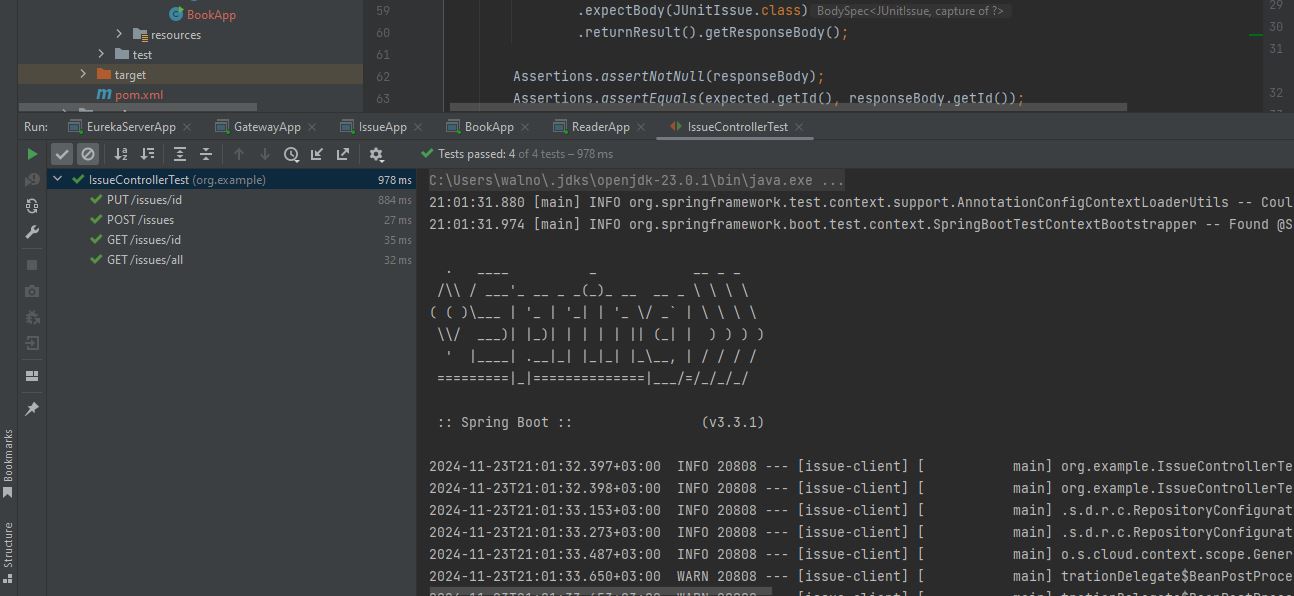 BookApp
resources
test
target
pom.xml
59 .expectBody(JUnitIssue.class) BodySpec<JUnitIssue, capture of ?>
60 .returnResult().getResponseBody();
61
62 Assertions.assertNotNull(responseBody);
63 Assertions.assertEquals(expected.getId(), responseBody.getId());
29
30
31
32
Run: EurekaServerApp GatewayApp IssueApp BookApp ReaderApp IssueControllerTest
Tests passed: 4 of 4 tests – 978 ms
IssueControllerTest (org.example) 978 ms
PUT /issues/id 884 ms
POST /issues 27 ms
GET /issues/id 35 ms
GET /issues/all 32 ms
C:\Users\walno\.jdks\openjdk-23.0.1\bin\java.exe ...
21:01:31.880 [main] INFO org.springframework.test.context.support.AnnotationConfigContextLoaderUtils -- Coul
21:01:31.974 [main] INFO org.springframework.boot.test.context.SpringBootTestContextBootstrapper -- Found @S
  .   ____          _            __ _ _
 /\\ / ___'_ __ _ _(_)_ __  __ _ \ \ \ \
( ( )\___ | '_ | '_| | '_ \/ _` | \ \ \ \
 \\/  ___)| |_)| | | | | || (_| |  ) ) ) )
  '  |____| .__|_| |_|_| |_\__, | / / / /
 =========|_|==============|___/=/_/_/_/
:: Spring Boot :: (v3.3.1)
2024-11-23T21:01:32.397+03:00 INFO 20808 --- [issue-client] [ main] org.example.IssueControllerTe
2024-11-23T21:01:32.398+03:00 INFO 20808 --- [issue-client] [ main] org.example.IssueControllerTe
2024-11-23T21:01:33.153+03:00 INFO 20808 --- [issue-client] [ main] .s.d.r.c.RepositoryConfigurat
2024-11-23T21:01:33.273+03:00 INFO 20808 --- [issue-client] [ main] .s.d.r.c.RepositoryConfigurat
2024-11-23T21:01:33.487+03:00 INFO 20808 --- [issue-client] [ main] o.s.cloud.context.scope.Gener
2024-11-23T21:01:33.650+03:00 WARN 20808 --- [issue-client] [ main] trationDelegate$BeanPostProce
Bookmarks
Structure